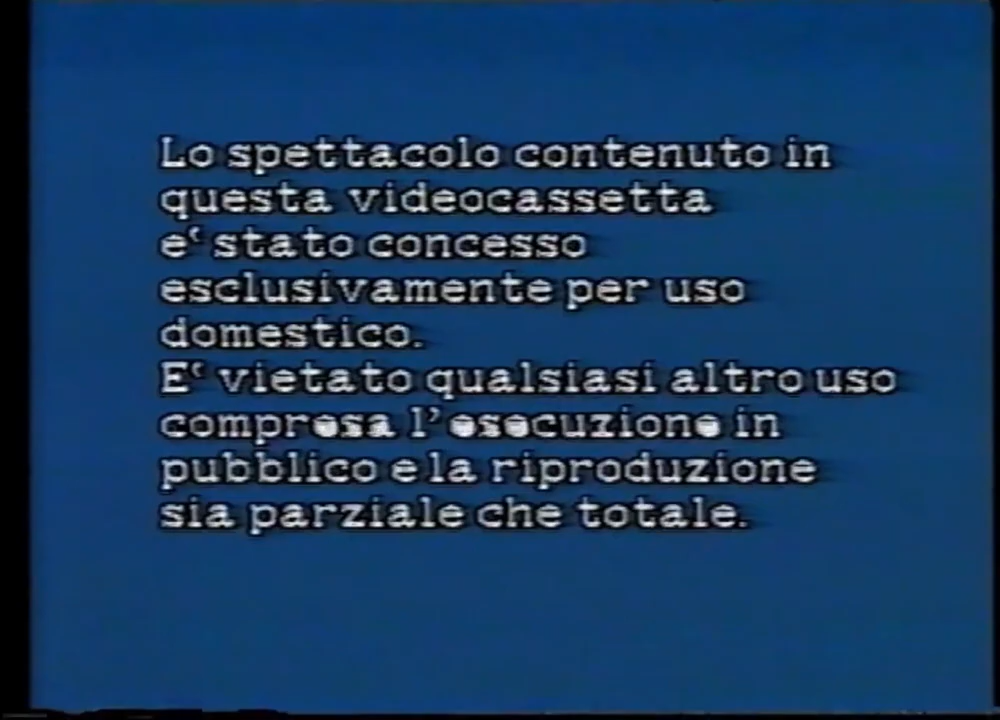 Lo spettacolo contenuto in
questa videocassetta
e‘ stato concesso
esclusivamente per uso
domestico.
E‘ vietato qualsiasi altro uso
compresa l’esecuzione in
pubblico e la riproduzione
sia parziale che totale.